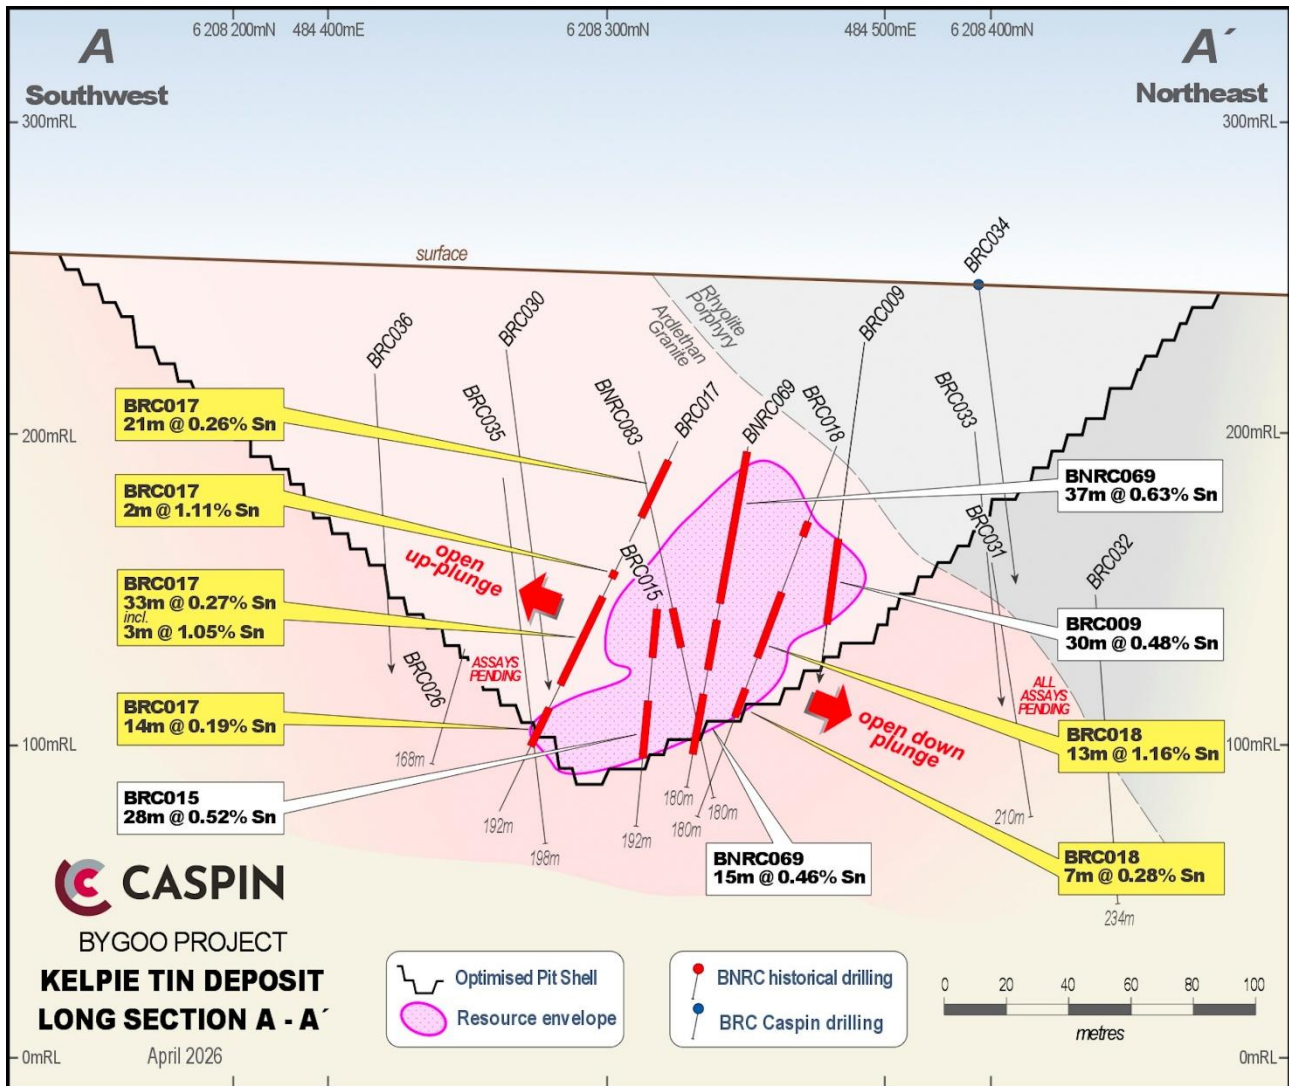 6 208 200mN
484 400mE
6 208 300mN
484 500mE
6 208 400mN
A
Southwest
A´
Northeast
300mRL
300mRL
surface
BRC034
Rhyolite
Porphyry
Ardlethan
Granite
BRC036
BRC030
BRC009
BRC035
BNRC083
BRC017
BNRC069
BRC018
BRC033
200mRL
200mRL
BRC017
21m @ 0.26% Sn
BRC017
2m @ 1.11% Sn
BRC017
33m @ 0.27% Sn
incl.
3m @ 1.05% Sn
BRC017
14m @ 0.19% Sn
BRC015
28m @ 0.52% Sn
BNRC069
37m @ 0.63% Sn
BRC009
30m @ 0.48% Sn
BRC018
13m @ 1.16% Sn
BRC018
7m @ 0.28% Sn
BNRC069
15m @ 0.46% Sn
open
up-plunge
BRC015
BRC031
BRC032
BRC026
ASSAYS
PENDING
ALL
ASSAYS
PENDING
open down
plunge
100mRL
100mRL
168m
192m
198m
192m
180m
180m
180m
210m
234m
CASPIN
BYGOO PROJECT
KELPIE TIN DEPOSIT
LONG SECTION A - A´
April 2026
Optimised Pit Shell
Resource envelope
BNRC historical drilling
BRC Caspin drilling
0 20 40 60 80 100
metres
0mRL
0mRL